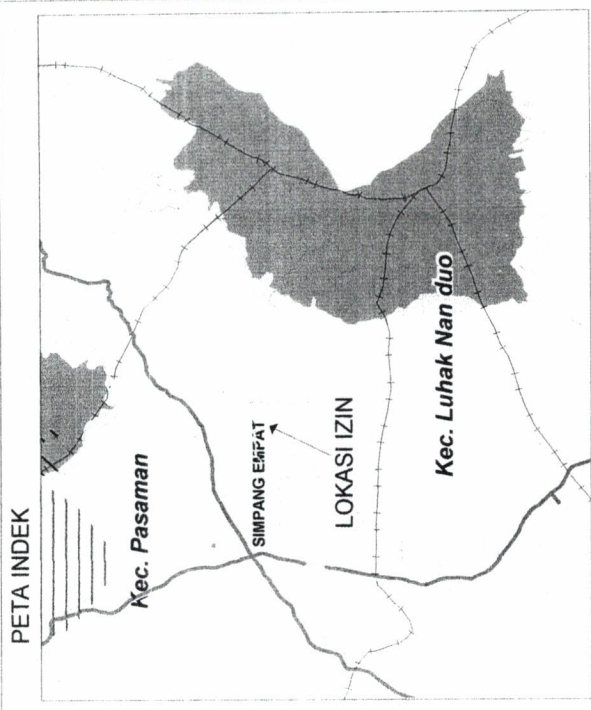 PETA INDEK
Kec. Pasaman
SIMPANG EMPAT
LOKASI IZIN
Kec. Luhak Nan duo